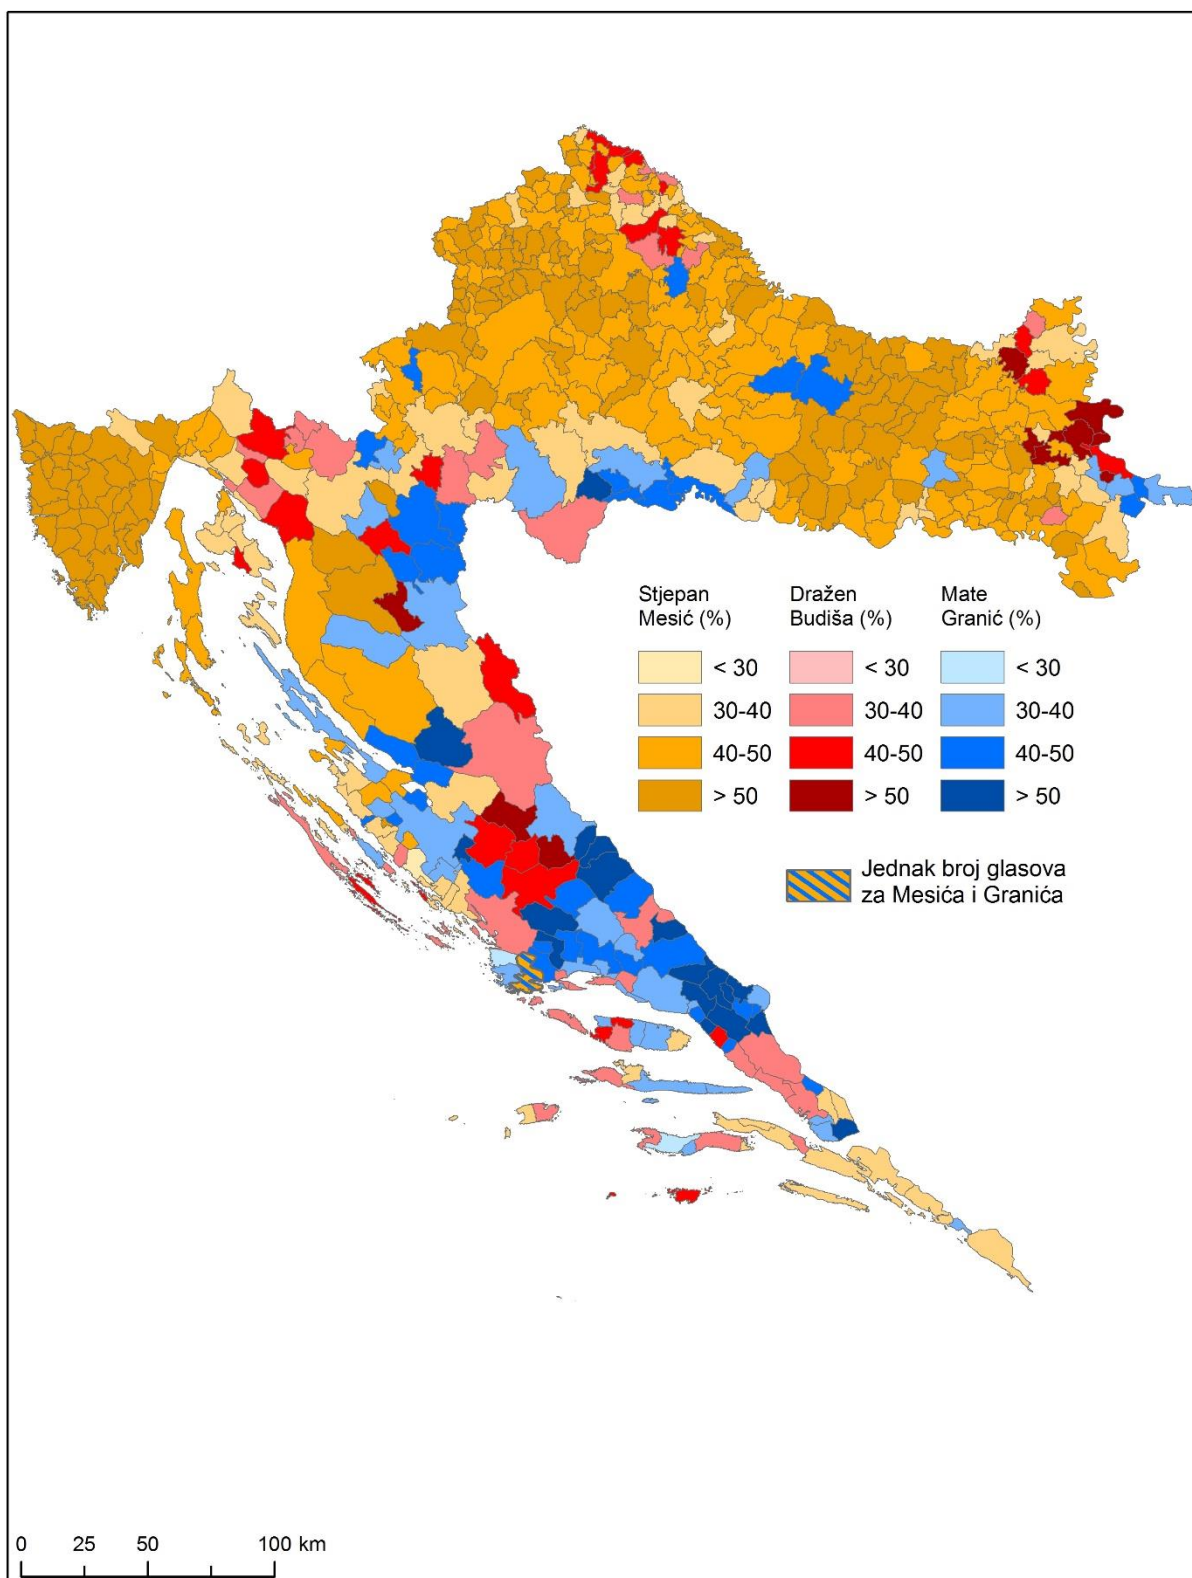 Stjepan
Mesić (%)
Dražen
Budiša (%)
Mate
Granić (%)
< 30
< 30
< 30
30-40
30-40
30-40
40-50
40-50
40-50
> 50
> 50
> 50
Jednak broj glasova
za Mesića i Granića
0 25 50 100 km